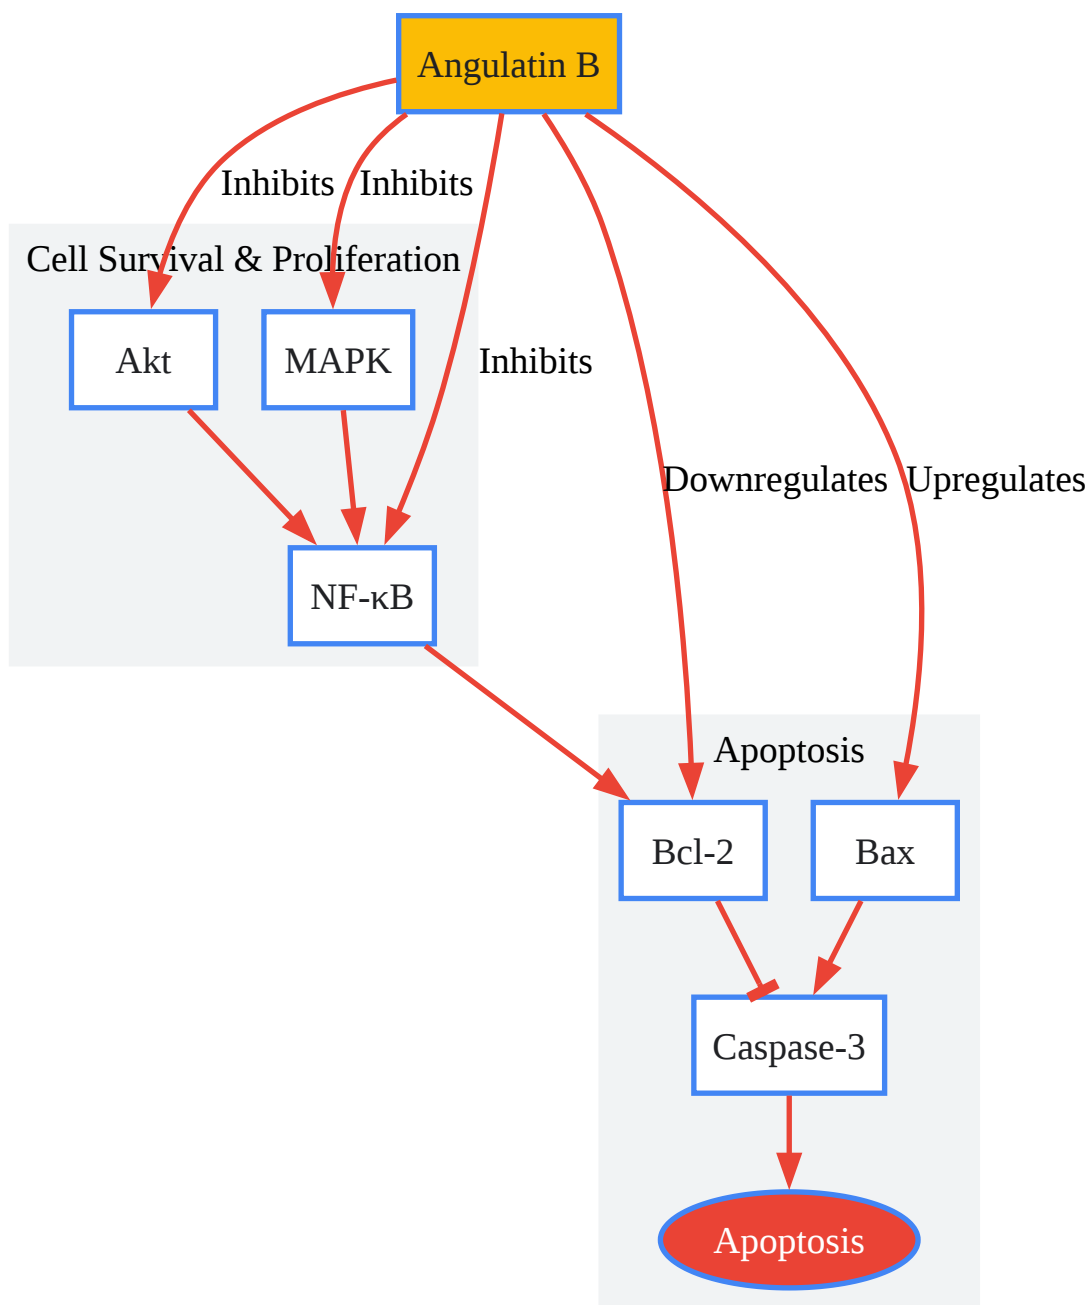 Angulatin B
Inhibits
Inhibits
Cell Survival & Proliferation
Akt
MAPK
Inhibits
Downregulates
Upregulates
NF-κB
Apoptosis
Bcl-2
Bax
Caspase-3
Apoptosis